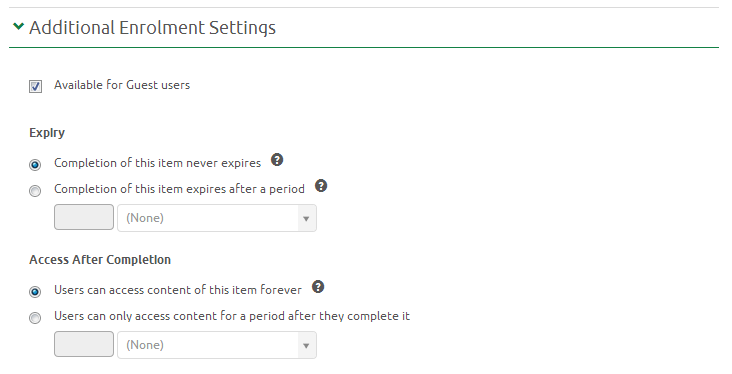 Additional Enrolment Settings
Available for Guest users
Expiry
Completion of this item never expires ?
Completion of this item expires after a period ?
(None)
Access After Completion
Users can access content of this item forever ?
Users can only access content for a period after they complete it
(None)